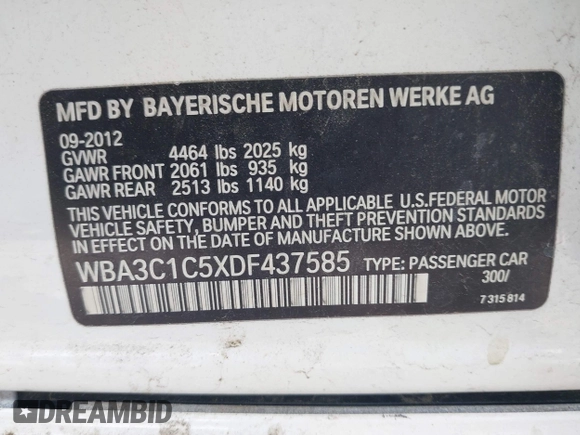 MFD BY BAYERISCHE MOTOREN WERKE AG
09-2012
GVWR 4464 lbs 2025 kg
GAWR FRONT 2061 lbs 935 kg
GAWR REAR 2513 lbs 1140 kg
THIS VEHICLE CONFORMS TO ALL APPLICABLE U.S.FEDERAL MOTOR
VEHICLE SAFETY, BUMPER AND THEFT PREVENTION STANDARDS
IN EFFECT ON THE DATE OF MANUFACTURE SHOWN ABOVE.
WBA3C1C5XDF437585 TYPE: PASSENGER CAR
300/
7 315 814
DREAMBID